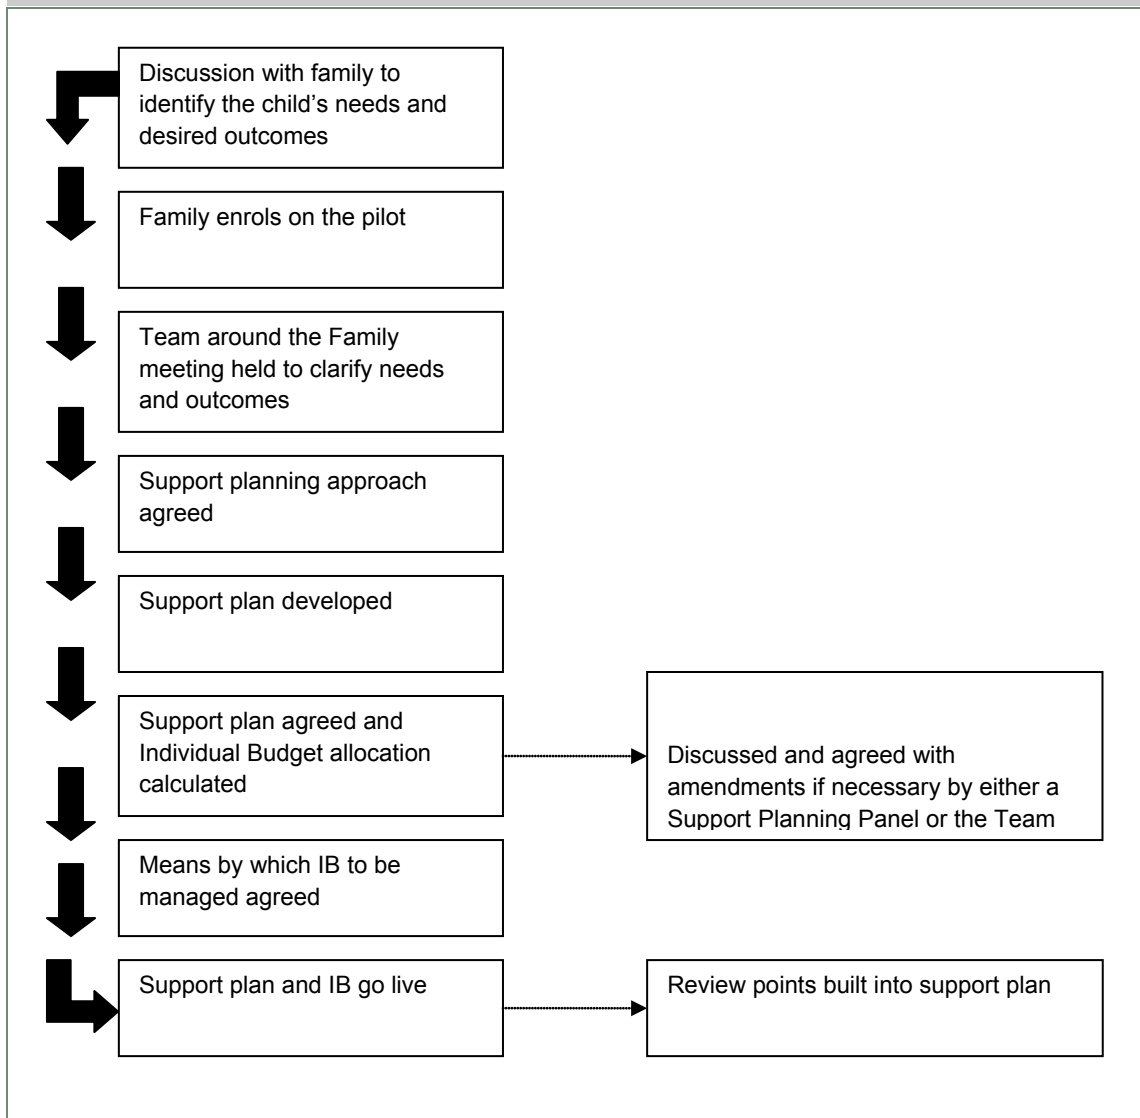 Discussion with family to
identify the child’s needs and
desired outcomes
Family enrols on the pilot
Team around the Family
meeting held to clarify needs
and outcomes
Support planning approach
agreed
Support plan developed
Support plan agreed and
Individual Budget allocation
calculated
Discussed and agreed with
amendments if necessary by either a
Support Planning Panel or the Team
Means by which IB to be
managed agreed
Support plan and IB go live
Review points built into support plan